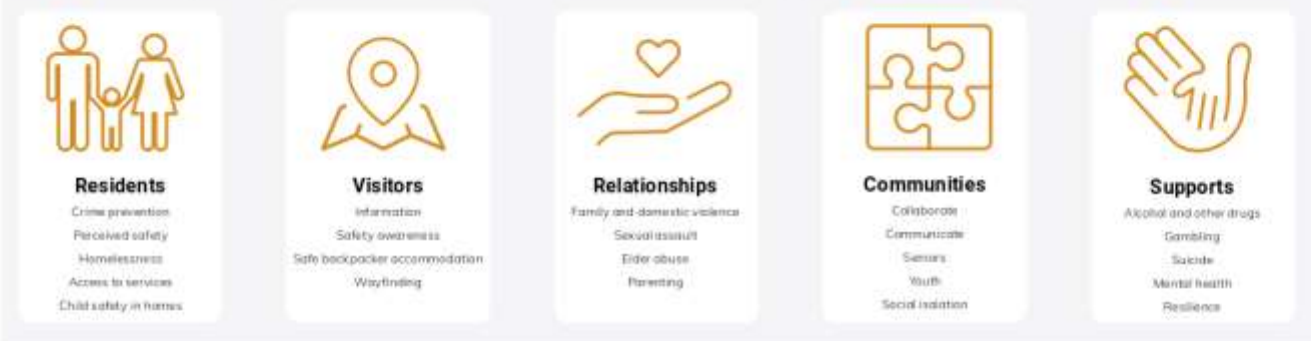 Residents
Crime prevention
Perceived safety
Homelessness
Access to services
Child safety in homes
Visitors
Information
Safety awareness
Safe backpacker accommodation
Wayfinding
Relationships
Family and domestic violence
Sexual assault
Elder abuse
Parenting
Communities
Collaborate
Communicate
Seniors
Youth
Social isolation
Supports
Alcohol and other drugs
Gambling
Suicide
Mental health
Resilience